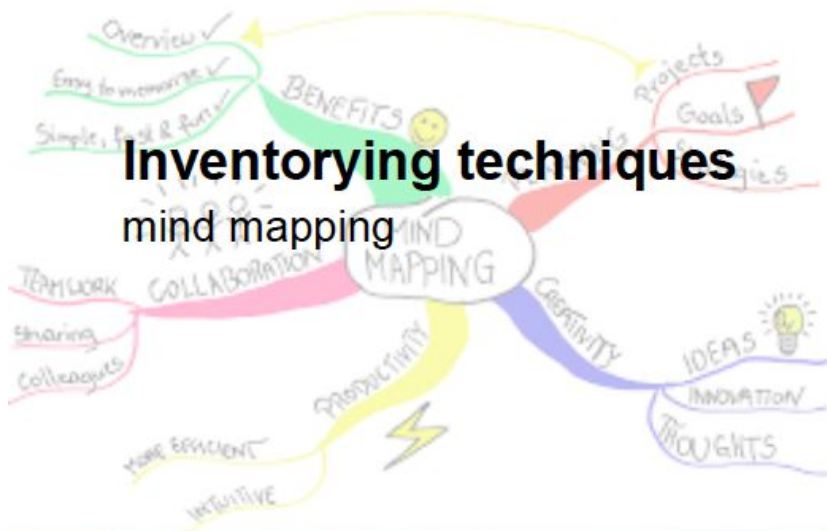 Overview
Easy to memorize
Simple, fast & fun!
BENEFITS
Projects
Goals
Inventorying techniques
mind mapping
MIND
MAPPING
TEAMWORK
COLLABORATION
Sharing
Colleagues
PRODUCTIVITY
MORE EFFICIENT
INTUITIVE
CREATIVITY
IDEAS
INNOVATION
THOUGHTS